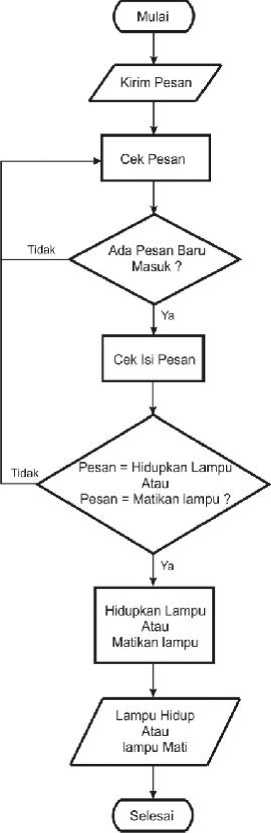 Mulai
Kirim Pesan
Cek Pesan
Tidak
Ada Pesan Baru
Masuk ?
Ya
Cek Isi Pesan
Tidak
Pesan = Hidupkan Lampu
Atau
Pesan = Matikan lampu ?
Ya
Hidupkan Lampu
Atau
Matikan lampu
Lampu Hidup
Atau
lampu Mati
Selesai